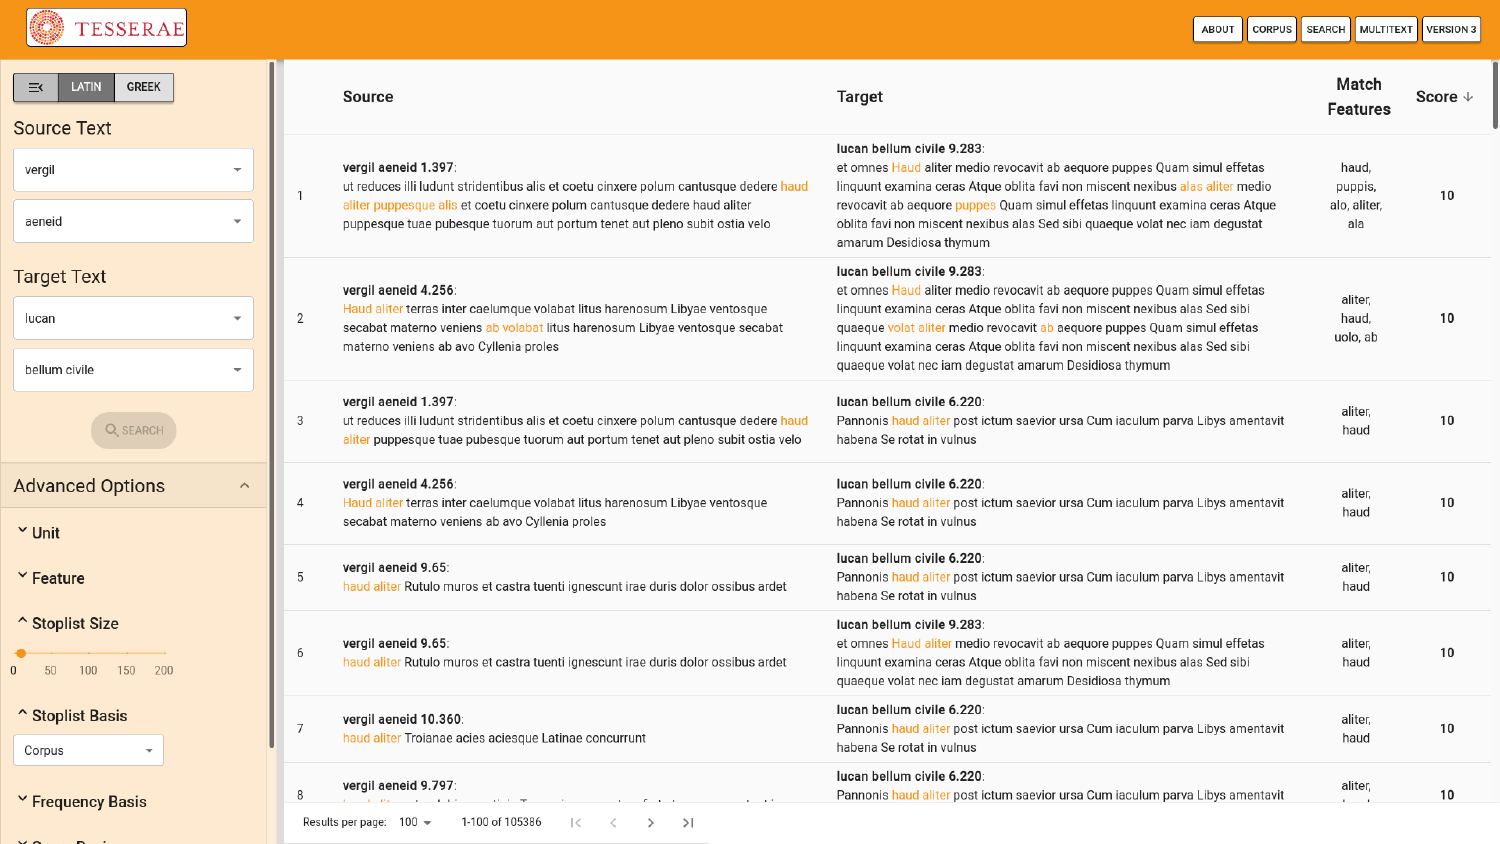 TESSERAE
ABOUT CORPUS SEARCH MULTITEXT VERSION 3
LATIN GREEK
Source Text
vergil
aeneid
Target Text
lucan
bellum civile
SEARCH
Advanced Options
Unit
Feature
Stoplist Size
0 50 100 150 200
Stoplist Basis
Corpus
Frequency Basis
Source Target Match Features Score
1
vergil aeneid 1.397:
ut reduces illi ludunt stridentibus alis et coetu cinxere polum cantusque dedere haud
aliter puppesque alis et coetu cinxere polum cantusque dedere haud aliter
puppesque tuae pubesque tuorum aut portum tenet aut pleno subit ostia velo
lucan bellum civile 9.283:
et omnes Haud aliter medio revocavit ab aequore puppes Quam simul effetas
linquunt examina ceras Atque oblita favi non miscent nexibus alas aliter medio
revocavit ab aequore puppes Quam simul effetas linquunt examina ceras Atque
oblita favi non miscent nexibus alas Sed sibi quaeque volat nec iam degustat
amarum Desidiosa thymum
haud,
puppis,
alo, aliter,
ala
10
2
vergil aeneid 4.256:
Haud aliter terras inter caelumque volabat litus harenosum Libyae ventosque
secabat materno veniens ab volabat litus harenosum Libyae ventosque secabat
materno veniens ab avo Cyllenia proles
lucan bellum civile 9.283:
et omnes Haud aliter medio revocavit ab aequore puppes Quam simul effetas
linquunt examina ceras Atque oblita favi non miscent nexibus alas Sed sibi
quaeque volat aliter medio revocavit ab aequore puppes Quam simul effetas
linquunt examina ceras Atque oblita favi non miscent nexibus alas Sed sibi
quaeque volat nec iam degustat amarum Desidiosa thymum
aliter,
haud,
uolo, ab
10
3
vergil aeneid 1.397:
ut reduces illi ludunt stridentibus alis et coetu cinxere polum cantusque dedere haud
aliter puppesque tuae pubesque tuorum aut portum tenet aut pleno subit ostia velo
lucan bellum civile 6.220:
Pannonis haud aliter post ictum saevior ursa Cum iaculum parva Libys amentavit
habena Se rotat in vulnus
aliter,
haud
10
4
vergil aeneid 4.256:
Haud aliter terras inter caelumque volabat litus harenosum Libyae ventosque
secabat materno veniens ab avo Cyllenia proles
lucan bellum civile 6.220:
Pannonis haud aliter post ictum saevior ursa Cum iaculum parva Libys amentavit
habena Se rotat in vulnus
aliter,
haud
10
5
vergil aeneid 9.65:
haud aliter Rutulo muros et castra tuenti ignescunt irae duris dolor ossibus ardet
lucan bellum civile 6.220:
Pannonis haud aliter post ictum saevior ursa Cum iaculum parva Libys amentavit
habena Se rotat in vulnus
aliter,
haud
10
6
vergil aeneid 9.65:
haud aliter Rutulo muros et castra tuenti ignescunt irae duris dolor ossibus ardet
lucan bellum civile 9.283:
et omnes Haud aliter medio revocavit ab aequore puppes Quam simul effetas
linquunt examina ceras Atque oblita favi non miscent nexibus alas Sed sibi
quaeque volat nec iam degustat amarum Desidiosa thymum
aliter,
haud
10
7
vergil aeneid 10.360:
haud aliter Troianae acies aciesque Latinae concurrunt
lucan bellum civile 6.220:
Pannonis haud aliter post ictum saevior ursa Cum iaculum parva Libys amentavit
habena Se rotat in vulnus
aliter,
haud
10
8
vergil aeneid 9.797:
lucan bellum civile 6.220:
Pannonis haud aliter post ictum saevior ursa Cum iaculum parva Libys amentavit
aliter,
10
Results per page: 100 1-100 of 105386